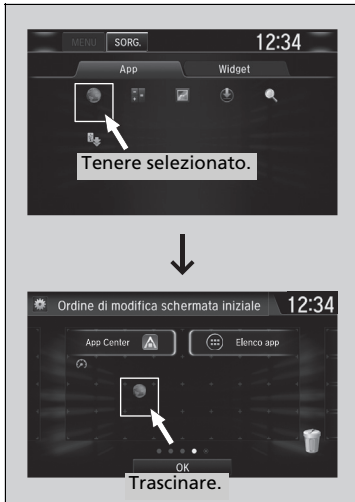 MENU SORG. 12:34
App Widget
Tenere selezionato.
Ordine di modifica schermata iniziale 12:34
App Center Elenco app
OK
Trascinare.